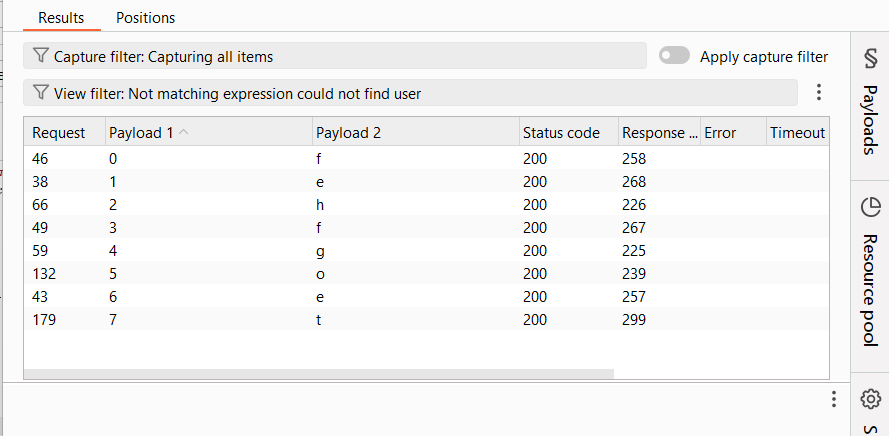 Results Positions
Capture filter: Capturing all items Apply capture filter
View filter: Not matching expression could not find user
Request Payload 1 Payload 2 Status code Response ... Error Timeout
46 0 f 200 258
38 1 e 200 268
66 2 h 200 226
49 3 f 200 267
59 4 g 200 225
132 5 o 200 239
43 6 e 200 257
179 7 t 200 299
Payloads
Resource pool